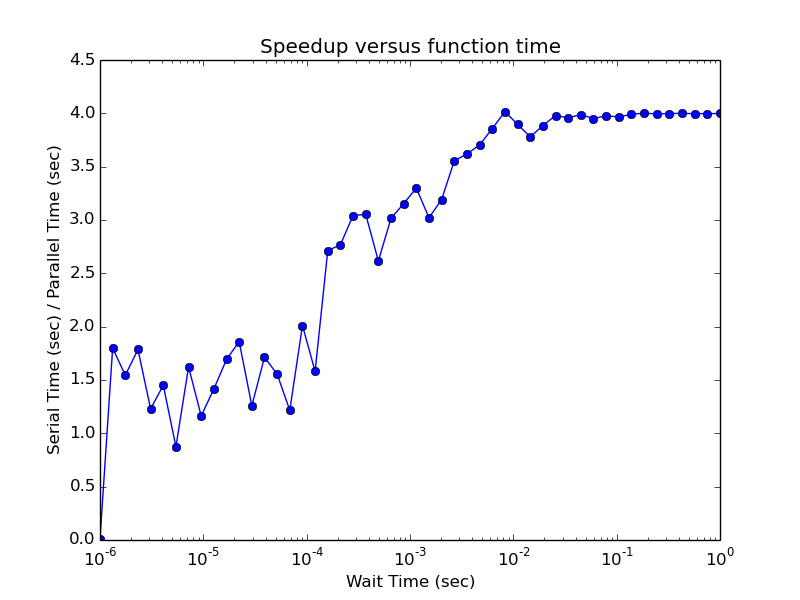 Speedup versus function time
Serial Time (sec) / Parallel Time (sec)
4.5
4.0
3.5
3.0
2.5
2.0
1.5
1.0
0.5
0.0
10^-6 10^-5 10^-4 10^-3 10^-2 10^-1 10^0
Wait Time (sec)